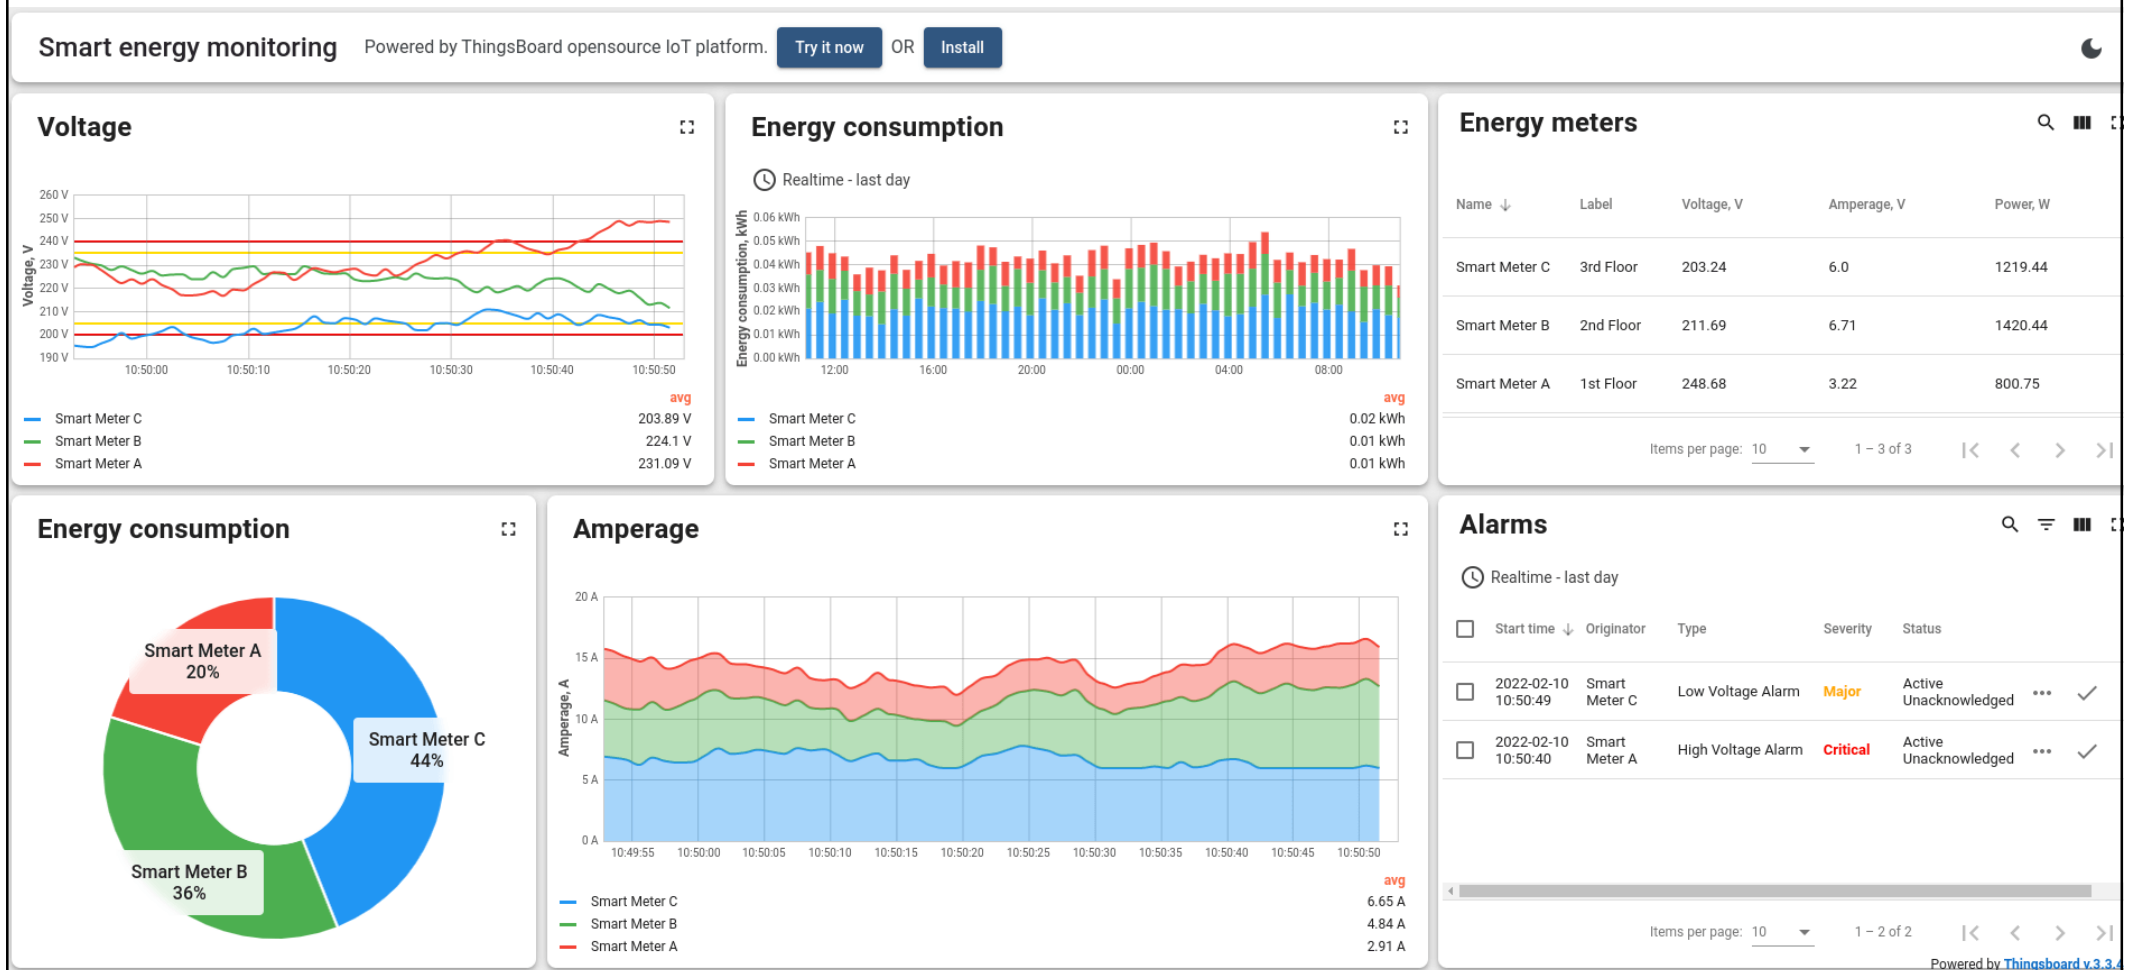 Smart energy monitoring Powered by ThingsBoard opensource IoT platform. Try it now OR Install
Voltage
260 V
250 V
240 V
230 V
220 V
210 V
200 V
190 V
Voltage, V
10:50:00 10:50:10 10:50:20 10:50:30 10:50:40 10:50:50
avg
Smart Meter C 203.89 V
Smart Meter B 224.1 V
Smart Meter A 231.09 V
Energy consumption
Realtime - last day
0.06 kWh
0.05 kWh
0.04 kWh
0.03 kWh
0.02 kWh
0.01 kWh
0.00 kWh
Energy consumption, kWh
12:00 16:00 20:00 00:00 04:00 08:00
avg
Smart Meter C 0.02 kWh
Smart Meter B 0.01 kWh
Smart Meter A 0.01 kWh
Energy meters
Name Label Voltage, V Amperage, V Power, W
Smart Meter C 3rd Floor 203.24 6.0 1219.44
Smart Meter B 2nd Floor 211.69 6.71 1420.44
Smart Meter A 1st Floor 248.68 3.22 800.75
Items per page: 10 1 – 3 of 3
Energy consumption
Smart Meter A
20%
Smart Meter C
44%
Smart Meter B
36%
Amperage
20 A
15 A
10 A
5 A
0 A
Amperage, A
10:49:55 10:50:00 10:50:05 10:50:10 10:50:15 10:50:20 10:50:25 10:50:30 10:50:35 10:50:40 10:50:45 10:50:50
avg
Smart Meter C 6.65 A
Smart Meter B 4.84 A
Smart Meter A 2.91 A
Alarms
Realtime - last day
Start time Originator Type Severity Status
2022-02-10 10:50:49 Smart Meter C Low Voltage Alarm Major Active Unacknowledged
2022-02-10 10:50:40 Smart Meter A High Voltage Alarm Critical Active Unacknowledged
Items per page: 10 1 – 2 of 2
Powered by Thingsboard v.3.3.4